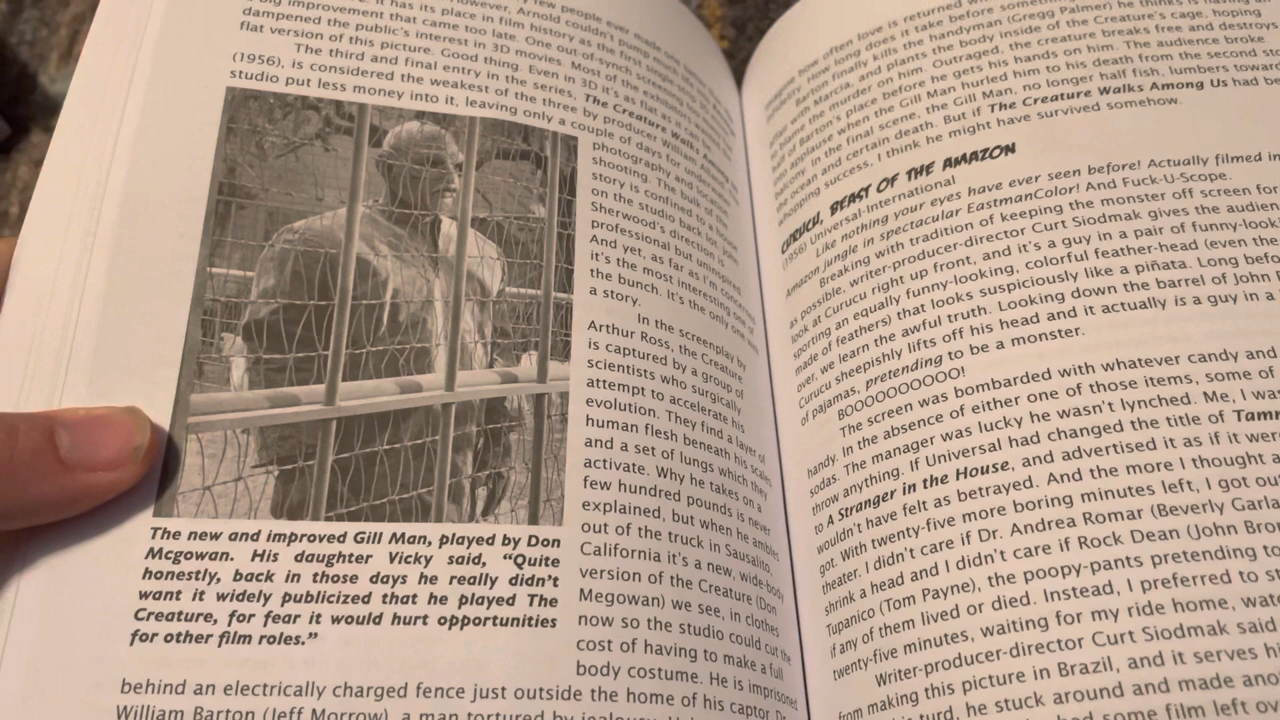 few people ever made
However, Arnold couldn't pump more
. It has its place in film history as the first single-strip 3D
big improvement that came too late. One out-of-synch screening
dampened the public's interest in 3D movies. Most of the exhibitors
flat version of this picture. Good thing. Even in 3D it's as flat as it can be.
The third and final entry in the series, The Creature Walks Among
(1956), is considered the weakest of the three by producer William
studio put less money into it, leaving only a couple of days for underwater
photography and location
shooting. The bulk of the
story is confined to a house
on the studio back lot. John
Sherwood's direction is
professional but uninspired.
And yet, as far as I'm concerned
it's the most interesting one of
the bunch. It's the only one with
a story.
In the screenplay by
Arthur Ross, the Creature
is captured by a group of
scientists who surgically
attempt to accelerate his
evolution. They find a layer of
human flesh beneath his scales
and a set of lungs which they
activate. Why he takes on a
few hundred pounds is never
explained, but when he ambles
out of the truck in Sausalito,
California it's a new, wide-body
version of the Creature (Don
Megowan) we see, in clothes
now so the studio could cut the
cost of having to make a full
body costume. He is imprisoned
The new and improved Gill Man, played by Don
Mcgowan. His daughter Vicky said, "Quite
honestly, back in those days he really didn't
want it widely publicized that he played The
Creature, for fear it would hurt opportunities
for other film roles."
behind an electrically charged fence just outside the home of his captor Dr.
William Barton (Jeff Morrow), a man tortured by jealousy.
how often love is returned
How long does it take before
Barton finally kills the handyman (Gregg Palmer) he thinks is having an
affair with Marcia, and plants the body inside of the Creature's cage, hoping
to blame the murder on him. Outraged, the creature breaks free and destroys
half of Barton's place before he gets his hands on him. The audience broke
into applause when the Gill Man hurled him to his death from the second
balcony. In the final scene, the Gill Man, no longer half fish, lumbers toward
the ocean and certain death. But if The Creature Walks Among Us had been
whopping success, I think he might have survived somehow.
CURUCU, BEAST OF THE AMAZON
(1956) Universal-International
Like nothing your eyes have ever seen before! Actually filmed in
Amazon jungle in spectacular EastmanColor! And Fuck-U-Scope.
Breaking with tradition of keeping the monster off screen for
as possible, writer-producer-director Curt Siodmak gives the
look at Curucu right up front, and it's a guy in a pair of
sporting an equally funny-looking, colorful feather-head (even the
made of feathers) that looks suspiciously like a piñata. Long
over, we learn the awful truth. Looking down the barrel of John
Curucu sheepishly lifts off his head and it actually is a guy in a
of pajamas, pretending to be a monster.
BOOOOOOOO!
The screen was bombarded with whatever candy and
handy. In the absence of either one of those items, some of
sodas. The manager was lucky he wasn't lynched. Me, I
throw anything. If Universal had changed the title of
to A Stranger in the House, and advertised it as if it were
wouldn't have felt as betrayed. And the more I thought
got. With twenty-five more boring minutes left, I got
theater. I didn't care if Dr. Andrea Romar (Beverly
shrink a head and I didn't care if Rock Dean (John
Tupanico (Tom Payne), the poopy-pants pretending to
if any of them lived or died. Instead, I preferred to
twenty-five minutes, waiting for my ride home,
Writer-producer-director Curt Siodmak said
from making this picture in Brazil, and it serves
turd, he stuck around and made
had some film left